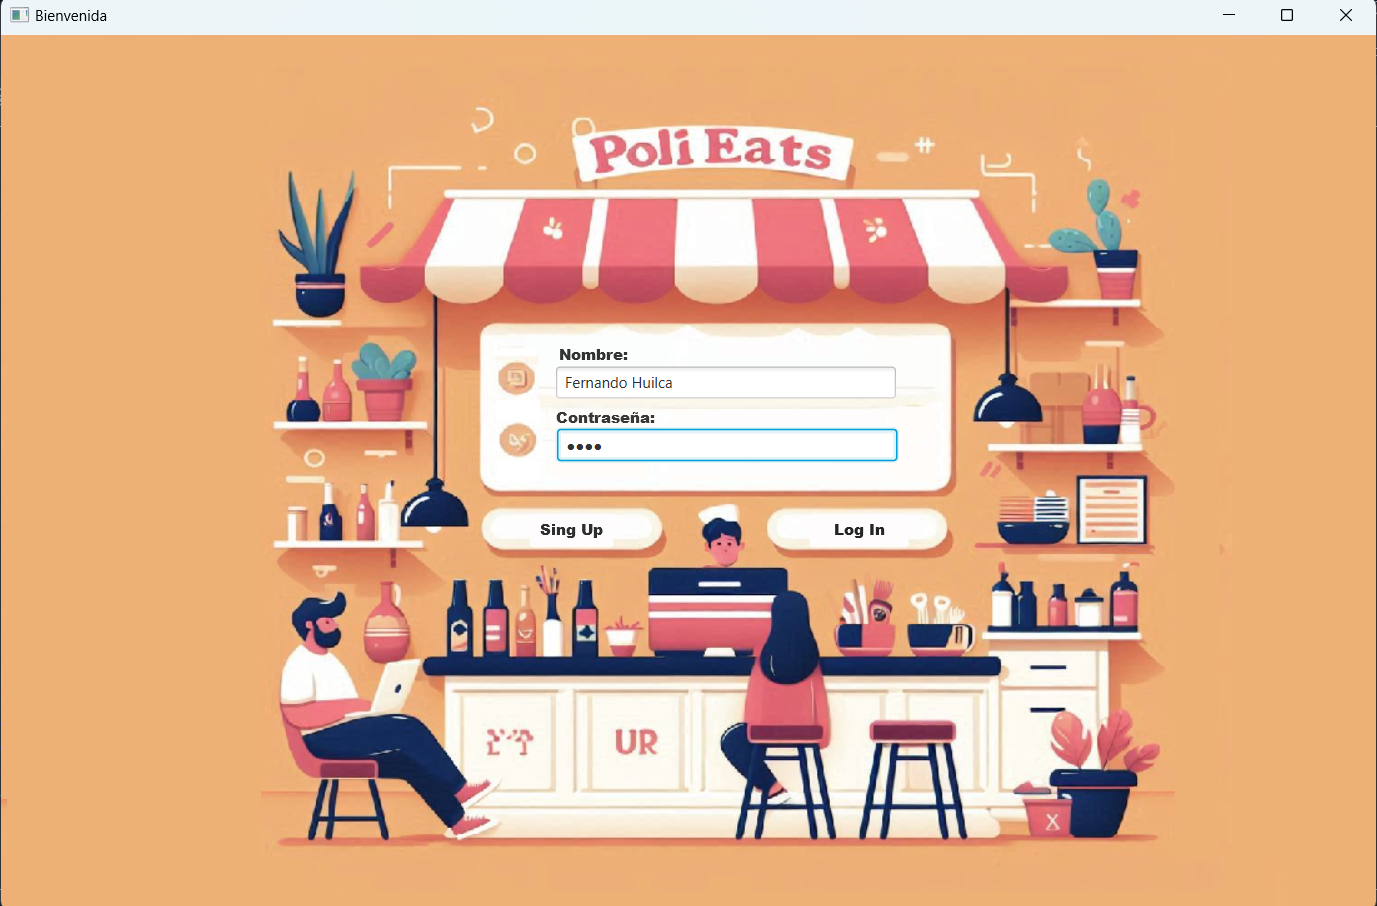 Bienvenida
Poli Eats
Nombre:
Fernando Huilca
Contraseña:
••••
Sing Up
Log In
UR
X